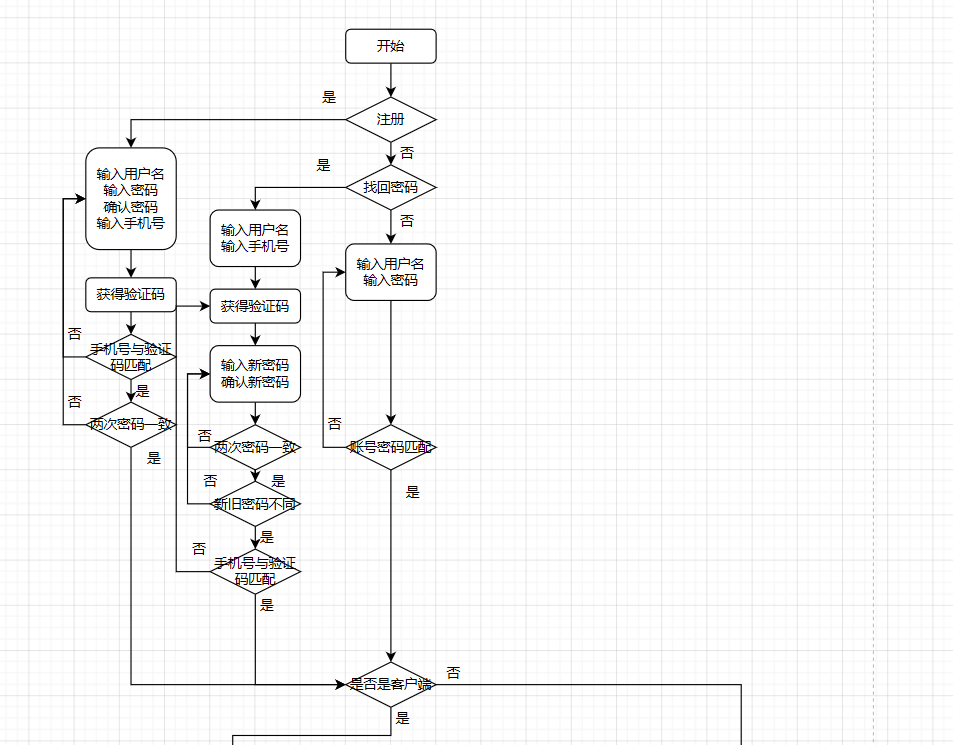 开始
是
注册
否
是
找回密码
否
输入用户名
输入密码
确认密码
输入手机号
输入用户名
输入手机号
输入用户名
输入密码
获得验证码
获得验证码
否
手机号与验证
码匹配
是
输入新密码
确认新密码
否
两次密码一致
是
否
两次密码一致
是
否
账号密码匹配
是
否
新旧密码不同
是
否
手机号与验证
码匹配
是
是否是客户端
否
是